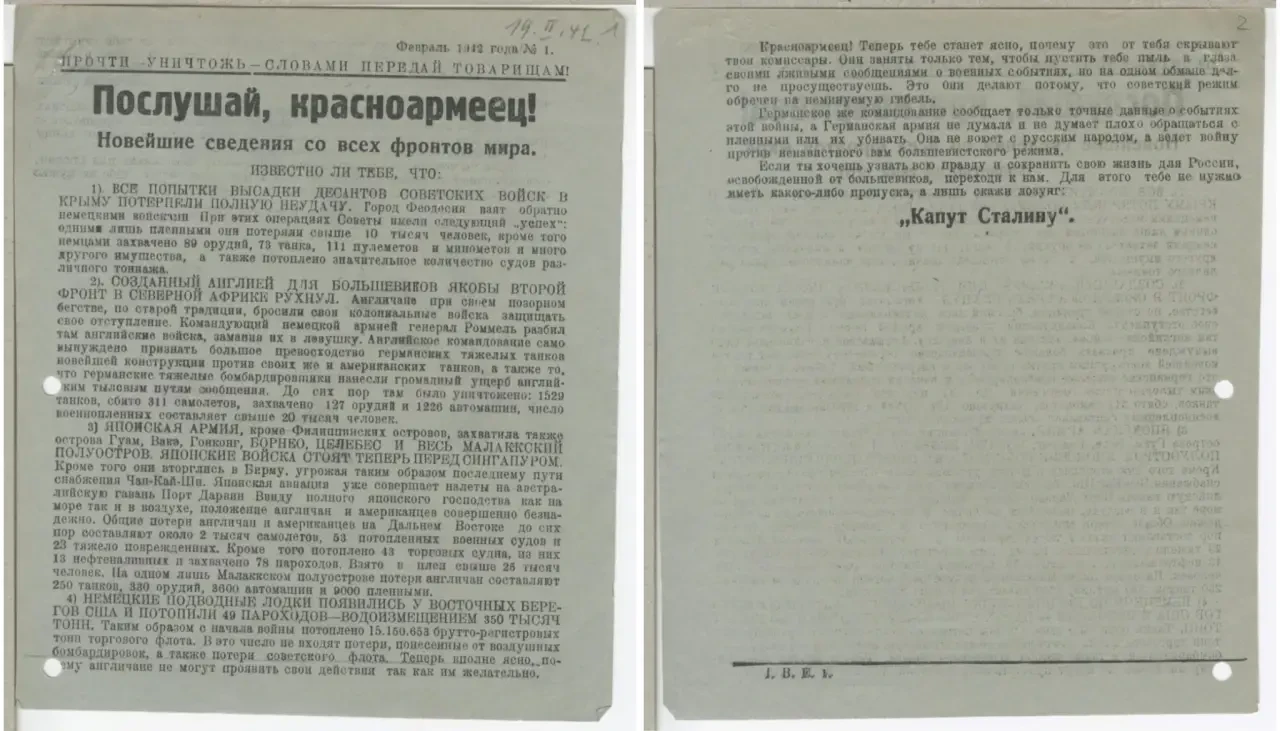 19. II. 42 1
Февраль 1942 года № 1.
ПРОЧТИ—УНИЧТОЖЬ—СЛОВАМИ ПЕРЕДАЙ ТОВАРИЩАМ!
Послушай, красноармеец!
Новейшие сведения со всех фронтов мира.
ИЗВЕСТНО ЛИ ТЕБЕ, ЧТО:
1). ВСЕ ПОПЫТКИ ВЫСАДКИ ДЕСАНТОВ СОВЕТСКИХ ВОЙСК В
КРЫМУ ПОТЕРПЕЛИ ПОЛНУЮ НЕУДАЧУ. Город Феодосия взят обратно
немецкими войсками При этих операциях Советы имели следующий „успех":
одними лишь пленными они потеряли свыше 10 тысяч человек, кроме того
немцами захвачено 89 орудий, 73 танка, 111 пулеметов и минометов и много
другого имущества, а также потоплено значительное количество судов раз-
личного тоннажа.
2). СОЗДАННЫЙ АНГЛИЕЙ ДЛЯ БОЛЬШЕВИКОВ ЯКОБЫ ВТОРОЙ
ФРОНТ В СЕВЕРНОЙ АФРИКЕ РУХНУЛ. Англичане при своем позорном
бегстве, по старой традиции, бросили свои колониальные войска защищать
свое отступление. Командующий немецкой армией генерал Роммель разбил
там английские войска, заманив их в ловушку. Английское командование само
вынуждено признать большое превосходство германских тяжелых танков
новейшей конструкции против своих же и американских танков, а также то,
что германские тяжелые бомбардировщики нанесли громадный ущерб англий-
ским тыловым путям сообщения. До сих пор там было уничтожено: 1529
танков, сбито 311 самолетов, захвачено 127 орудий и 1226 автомашин, число
военнопленных составляет свыше 20 тысяч человек.
3) ЯПОНСКАЯ АРМИЯ, кроме Филиппинских островов, захватила также
острова Гуам, Вакэ, Гонконг, БОРНЕО, ЦЕЛЕБЕС И ВЕСЬ МАЛАККСКИЙ
ПОЛУОСТРОВ. ЯПОНСКИЕ ВОЙСКА СТОЯТ ТЕПЕРЬ ПЕРЕД СИНГАПУРОМ.
Кроме того они вторглись в Бирму, угрожая таким образом последнему пути
снабжения Чан-Кай-Ши. Японская авиация уже совершает налеты на австра-
лийскую гавань Порт Дарвин Ввиду полного японского господства как на
море так и в воздухе, положение англичан и американцев совершенно безна-
дежно. Общие потери англичан и американцев на Дальнем Востоке до сих
пор составляют около 2 тысяч самолетов, 53 потопленных военных судов и
23 тяжело поврежденных. Кроме того потоплено 43 торговых судна, из них
13 нефтеналивных и захвачено 78 пароходов. Взято в плен свыше 26 тысяч
человек. На одном лишь Малаккском полуострове потери англичан составляют
250 танков, 330 орудий, 3600 автомашин и 9000 пленными.
4) НЕМЕЦКИЕ ПОДВОДНЫЕ ЛОДКИ ПОЯВИЛИСЬ У ВОСТОЧНЫХ БЕРЕ-
ГОВ США И ПОТОПИЛИ 49 ПАРОХОДОВ—ВОДОИЗМЕЩЕНИЕМ 350 ТЫСЯЧ
ТОНН. Таким образом с начала войны потоплено 15.150.653 брутто-регистровых
тонн торгового флота. В это число не входят потери, понесенные от воздушных
бомбардировок, а также потери советского флота. Теперь вполне ясно, по-
чему англичане не могут проявить свои действия так как им желательно.
2
Красноармеец! Теперь тебе станет ясно, почему это от тебя скрывают
твои комиссары. Они заняты только тем, чтобы пустить тебе пыль в глаза
своими лживыми сообщениями о военных событиях, но на одном обмане дол-
го не просуществуешь. Это они делают потому, что советский режим
обречен на неминуемую гибель.
Германское же командование сообщает только точные данные о событиях
этой войны, а Германская армия не думала и не думает плохо обращаться с
пленными или их убивать. Она не воюет с русским народом, а ведет войну
против ненавистного вам большевистского режима.
Если ты хочешь узнать всю правду и сохранить свою жизнь для России,
освобожденной от большевиков, переходи к нам. Для этого тебе не нужно
иметь какого-либо пропуска, а лишь скажи лозунг:
„Капут Сталину".
I. B. E. 1.